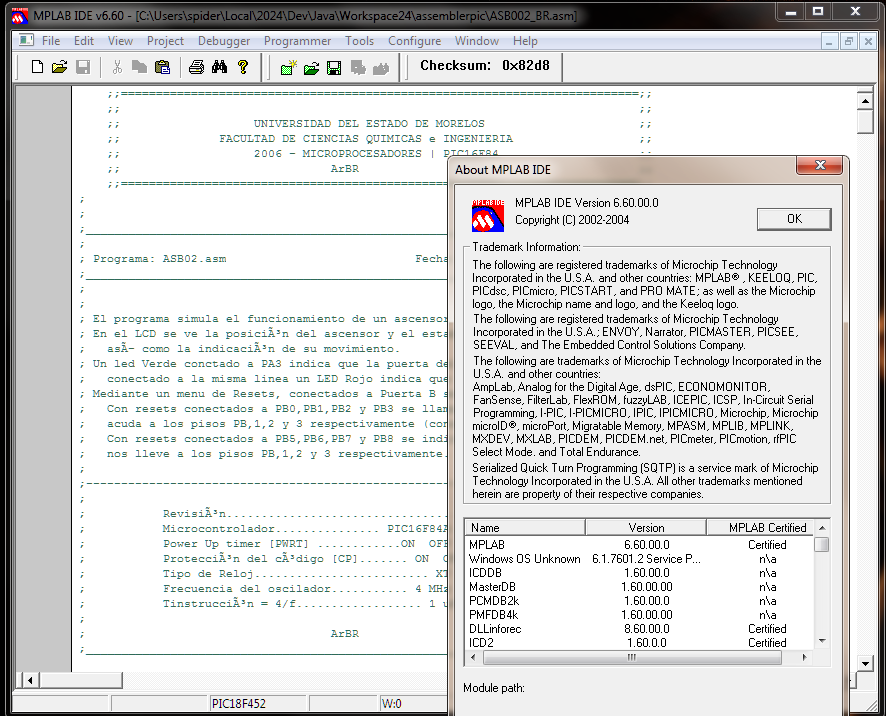 MPLAB IDE v6.60 - [C:\Users\spider\Local\2024\Dev\Java\Workspace24\assemblerpic\ASB002_BR.asm]
File Edit View Project Debugger Programmer Tools Configure Window Help
Checksum: 0x82d8
;;==========================================================================;;
;; ;;
;; UNIVERSIDAD DEL ESTADO DE MORELOS ;;
;; FACULTAD DE CIENCIAS QUIMICAS e INGENIERIA ;;
;; 2006 - MICROPROCESADORES | PIC16F84 ;;
;; ArBR
;;==
;
;
;
;
; Programa: ASB02.asm Fecha
;
;
;
; El programa simula el funcionamiento de un ascensor
; En el LCD se ve la posiciÃ³n del ascensor y el esta
; asÃ- como la indicaciÃ³n de su movimiento.
; Un led Verde conctado a PA3 indica que la puerta de
; conectado a la misma linea un LED Rojo indica que
; Mediante un menu de Resets, conectados a Puerta B s
; Con resets conectados a PB0,PB1,PB2 y PB3 se llam
; acuda a los pisos PB,1,2 y 3 respectivamente (con
; Con resets conectados a PB5,PB6,PB7 y PB8 se indi
; nos lleve a los pisos PB,1,2 y 3 respectivamente.
;
;
;
; RevisiÃ³n................................
; Microcontrolador............... PIC16F84A
; Power Up timer [PWRT] ............ON OFF
; ProtecciÃ³n del cÃ³digo [CP]....... ON
; Tipo de Reloj.......................... XT
; Frecuencia del oscilador............ 4 MHz
; TinstrucciÃ³n = 4/f.................. 1 u
;
; ArBR
;
PIC18F452
W:0
About MPLAB IDE
MPLAB IDE Version 6.60.00.0
Copyright (C) 2002-2004
OK
Trademark Information:
The following are registered trademarks of Microchip Technology
Incorporated in the U.S.A. and other countries: MPLAB® , KEELOQ, PIC,
PICdsc, PICmicro, PICSTART, and PRO MATE; as well as the Microchip
logo, the Microchip name and logo, and the Keeloq logo.
The following are registered trademarks of Microchip Technology
Incorporated in the U.S.A.; ENVOY, Narrator, PICMASTER, PICSEE,
SEEVAL, and The Embedded Control Solutions Company.
The following are trademarks of Microchip Technology Incorporated in the
U.S.A. and other countries:
AmpLab, Analog for the Digital Age, dsPIC, ECONOMONITOR,
FanSense, FilterLab, FlexROM, fuzzyLAB, ICEPIC, ICSP, In-Circuit Serial
Programming, I-PIC, I-PICMICRO, IPIC, IPICMICRO, Microchip, Microchip
microID®, microPort, Migratable Memory, MPASM, MPLIB, MPLINK,
MXDEV, MXLAB, PICDEM, PICDEM.net, PICmeter, PICmotion, rfPIC
Select Mode. and Total Endurance.
Serialized Quick Turn Programming (SQTP) is a service mark of Microchip
Technology Incorporated in the U.S.A. All other trademarks mentioned
herein are property of their respective companies.
Name Version MPLAB Certified
MPLAB 6.60.00.0 Certified
Windows OS Unknown 6.1.7601.2 Service P... n\a
ICDDB 1.60.00.0 n\a
MasterDB 1.60.00.00 n\a
PCMDB2k 1.60.00.0 n\a
PMFDB4k 1.60.00.00 n\a
DLLinforec 8.60.00.0 Certified
ICD2 1.60.0.0 Certified
Module path: